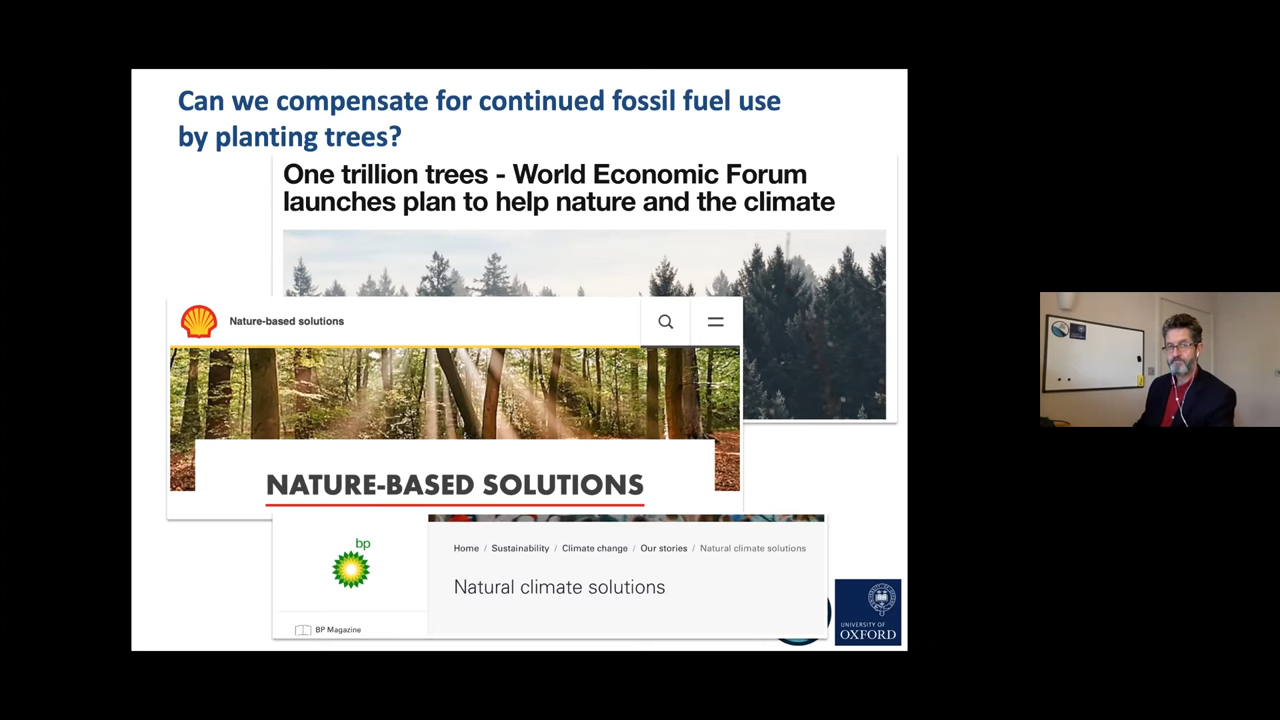 Can we compensate for continued fossil fuel use
by planting trees?
One trillion trees - World Economic Forum
launches plan to help nature and the climate
Nature-based solutions
NATURE-BASED SOLUTIONS
bp
Home / Sustainability / Climate change / Our stories / Natural climate solutions
Natural climate solutions
BP Magazine
UNIVERSITY OF
OXFORD